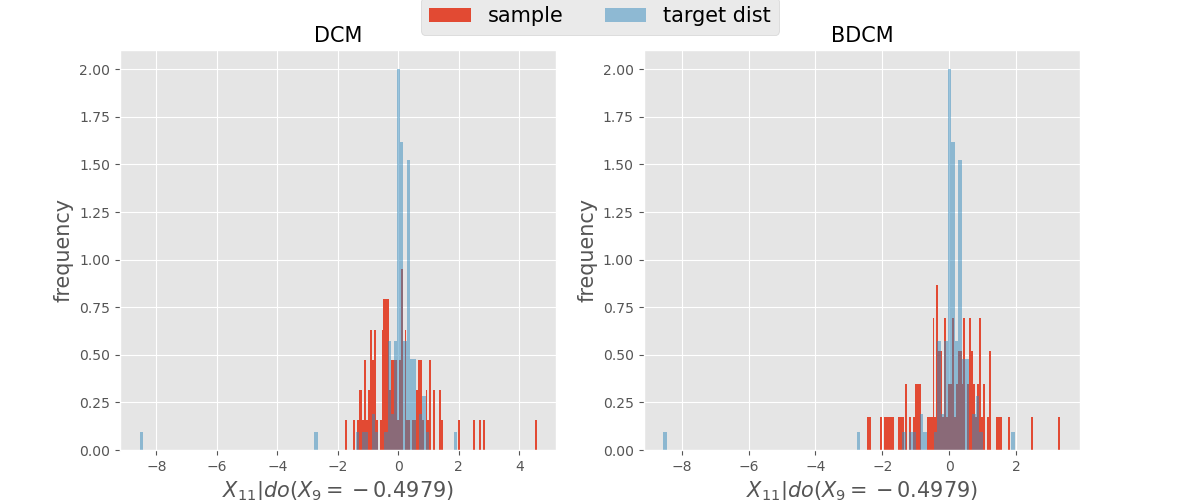 sample target dist
DCM BDCM
2.00 2.00
1.75 1.75
1.50 1.50
1.25 1.25
frequency frequency
1.00 1.00
0.75 0.75
0.50 0.50
0.25 0.25
0.00 0.00
−8 −6 −4 −2 0 2 4 −8 −6 −4 −2 0 2
X₁₁|do(X₉ = −0.4979) X₁₁|do(X₉ = −0.4979)